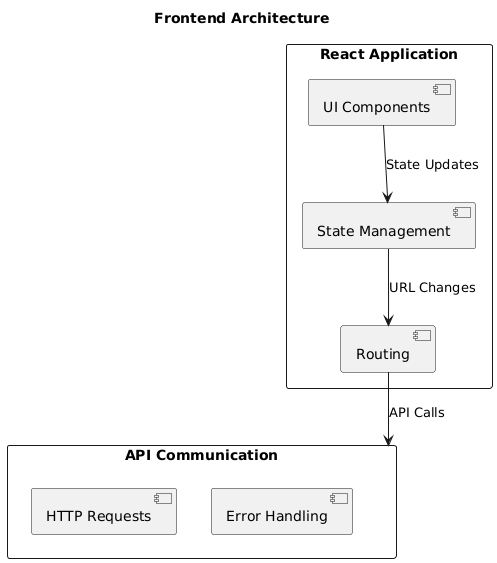 Frontend Architecture
React Application
UI Components
State Updates
State Management
URL Changes
Routing
API Calls
API Communication
HTTP Requests
Error Handling